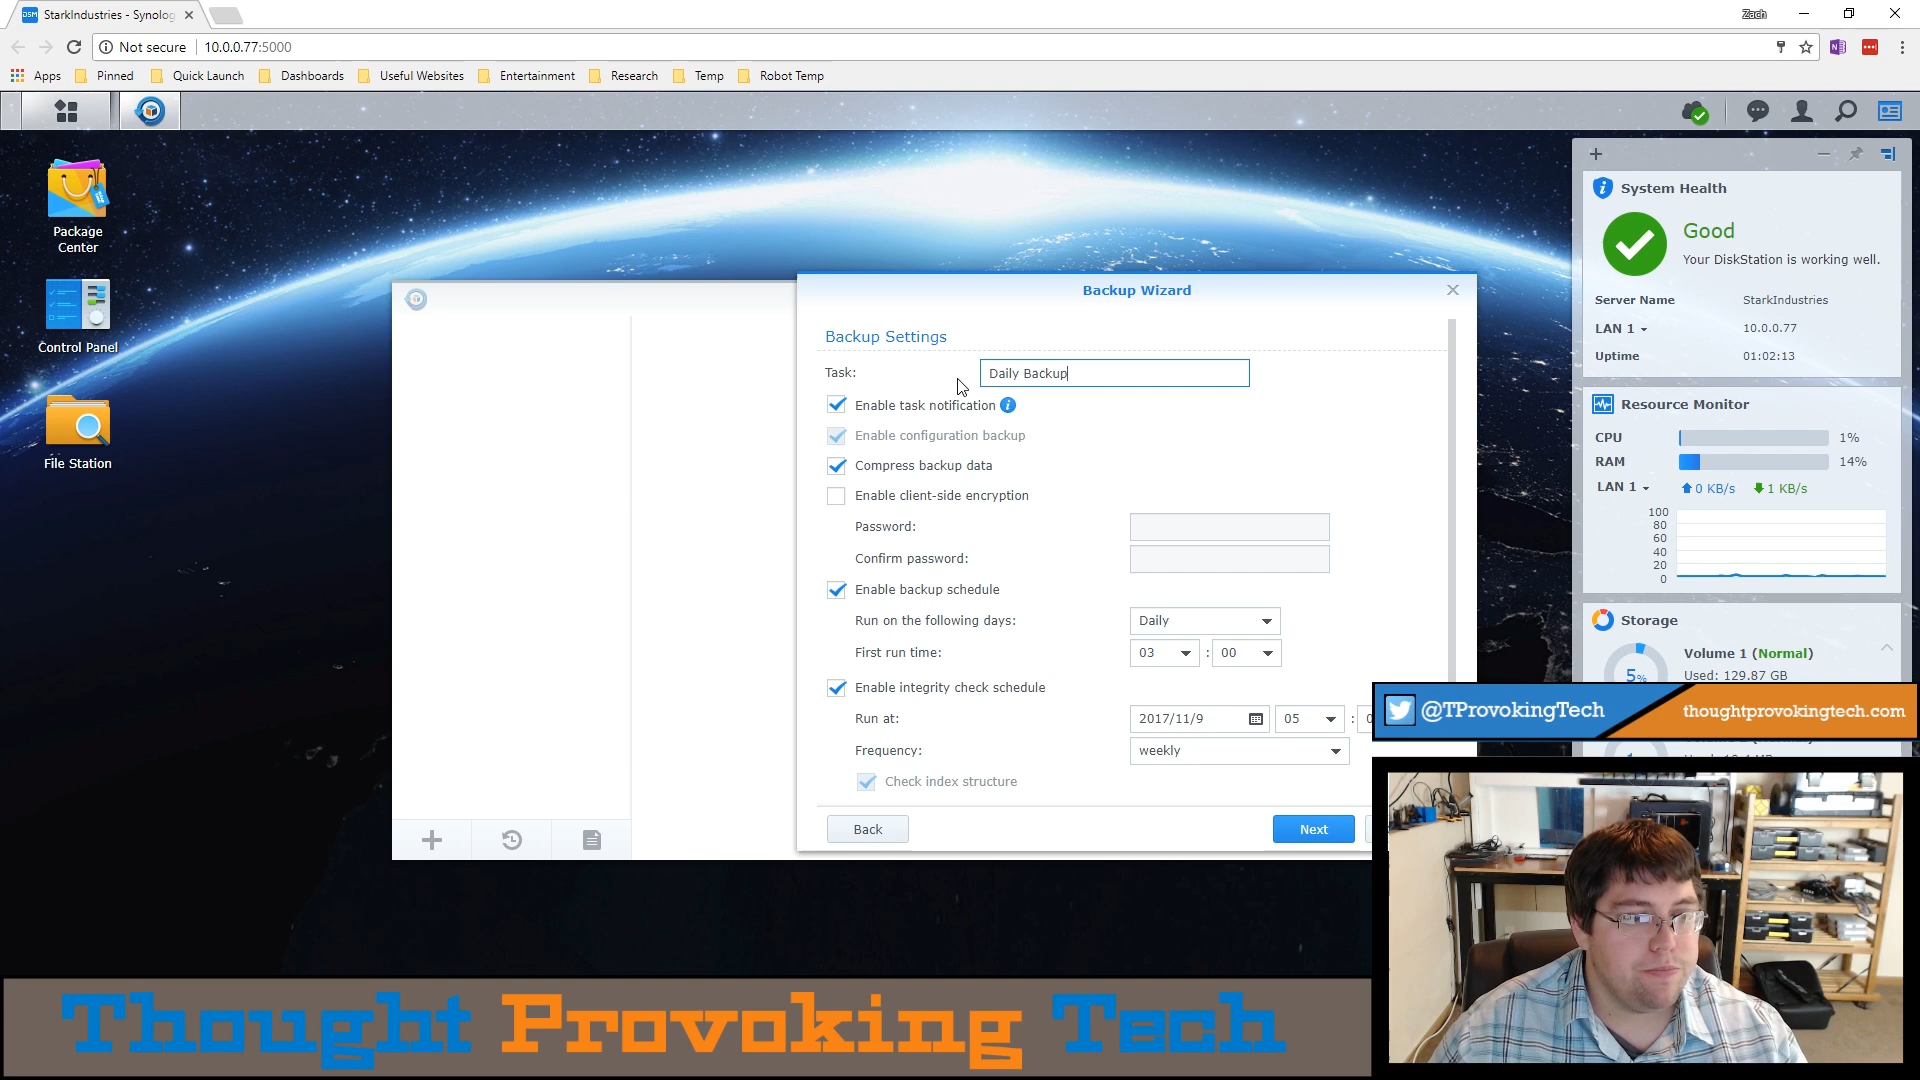 StarkIndustries - Synolog
Zach
Not secure
10.0.0.77:5000
Apps
Pinned
Quick Launch
Dashboards
Useful Websites
Entertainment
Research
Temp
Robot Temp
Package
Center
Control Panel
File Station
Backup Wizard
Backup Settings
Task:
Daily Backup
Enable task notification
Enable configuration backup
Compress backup data
Enable client-side encryption
Password:
Confirm password:
Enable backup schedule
Run on the following days:
Daily
First run time:
03 : 00
Enable integrity check schedule
Run at:
2017/11/9
05 :
Frequency:
weekly
Check index structure
Back
Next
System Health
Good
Your DiskStation is working well.
Server Name
StarkIndustries
LAN 1
10.0.0.77
Uptime
01:02:13
Resource Monitor
CPU
1%
RAM
14%
LAN 1
0 KB/s
1 KB/s
100
80
60
40
20
0
Storage
Volume 1 (Normal)
5%
Used: 129.87 GB
@TProvokingTech
thoughtprovokingtech.com
Thought Provoking Tech